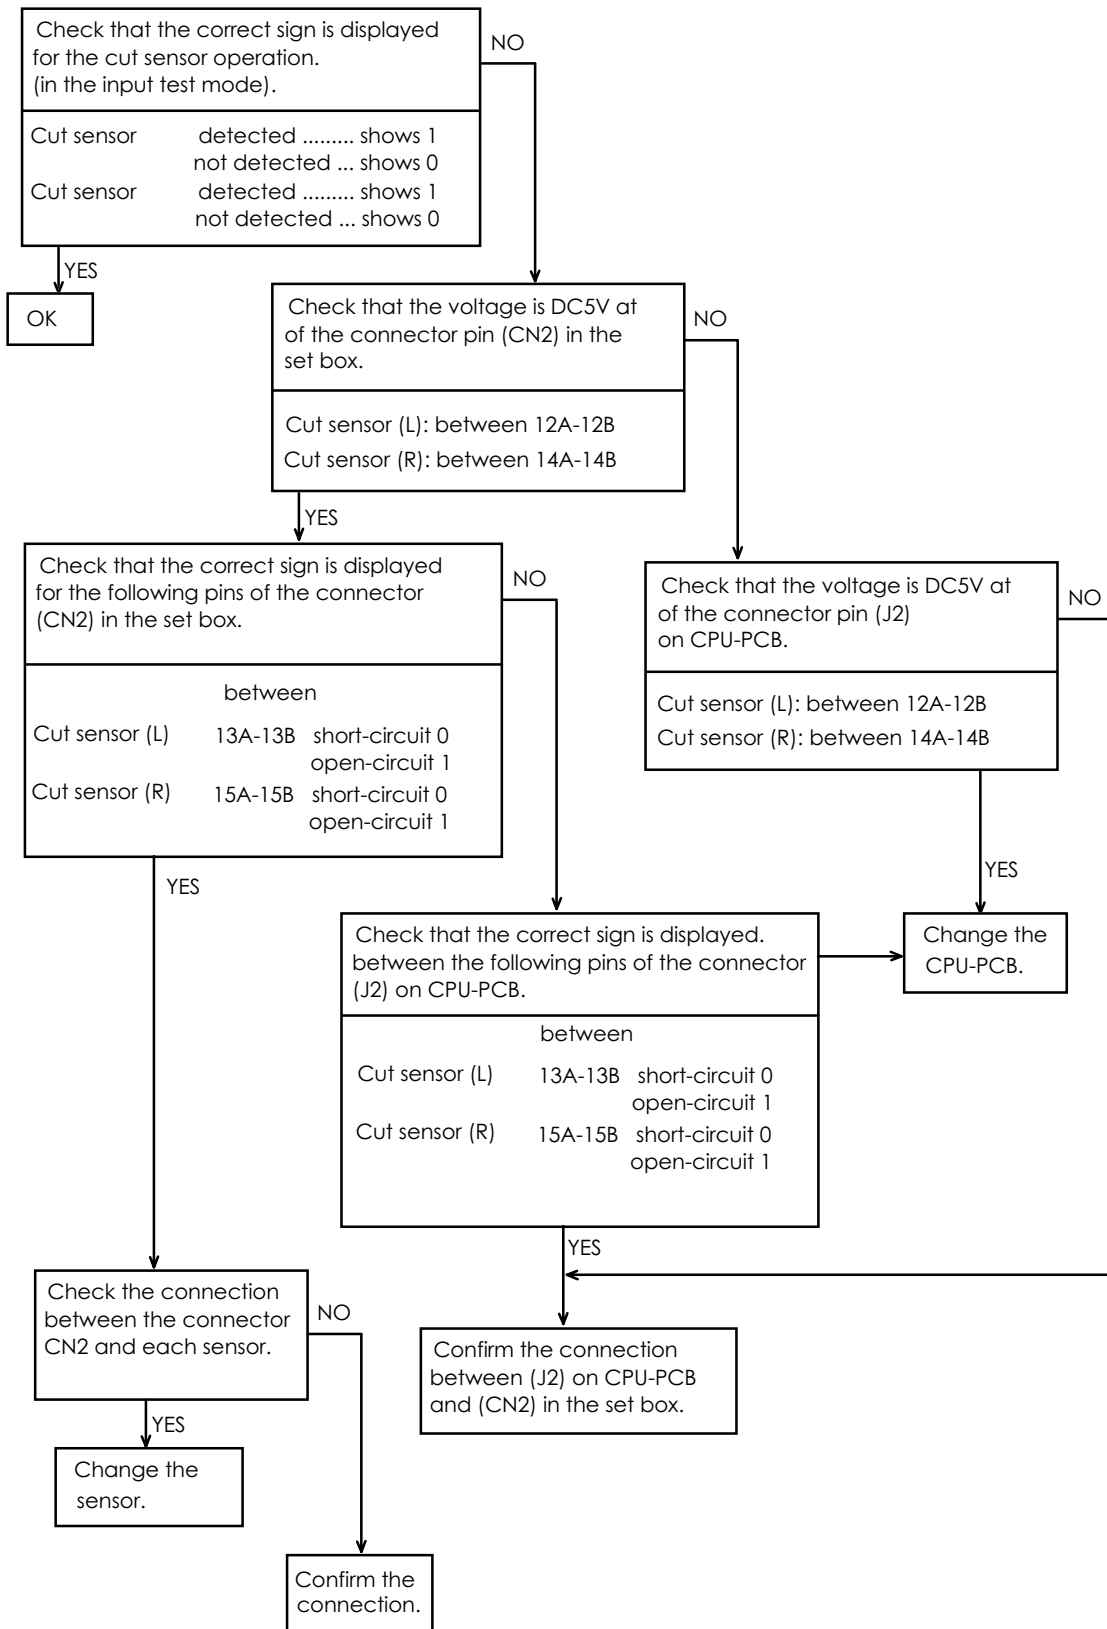 Check that the correct sign is displayed
for the cut sensor operation.
(in the input test mode).
NO
Cut sensor detected ......... shows 1
not detected ... shows 0
Cut sensor detected ......... shows 1
not detected ... shows 0
YES
OK
Check that the voltage is DC5V at
of the connector pin (CN2) in the
set box.
NO
Cut sensor (L): between 12A-12B
Cut sensor (R): between 14A-14B
YES
Check that the correct sign is displayed
for the following pins of the connector
(CN2) in the set box.
NO
between
Cut sensor (L) 13A-13B short-circuit 0
open-circuit 1
Cut sensor (R) 15A-15B short-circuit 0
open-circuit 1
YES
Check that the voltage is DC5V at
of the connector pin (J2)
on CPU-PCB.
NO
Cut sensor (L): between 12A-12B
Cut sensor (R): between 14A-14B
YES
Change the
CPU-PCB.
Check that the correct sign is displayed.
between the following pins of the connector
(J2) on CPU-PCB.
between
Cut sensor (L) 13A-13B short-circuit 0
open-circuit 1
Cut sensor (R) 15A-15B short-circuit 0
open-circuit 1
YES
Check the connection
between the connector
CN2 and each sensor.
NO
YES
Confirm the connection
between (J2) on CPU-PCB
and (CN2) in the set box.
Change the
sensor.
Confirm the
connection.